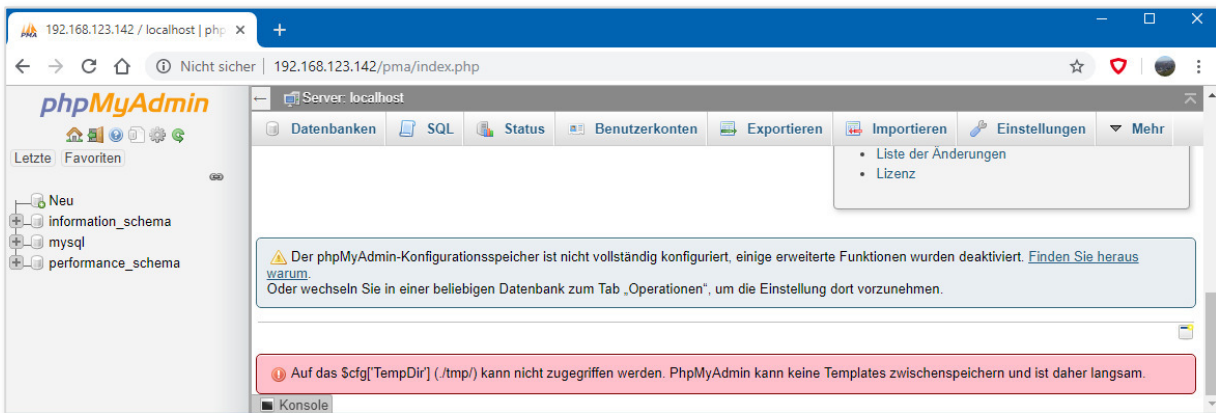 192.168.123.142 / localhost | php
Nicht sicher | 192.168.123.142/pma/index.php
phpMyAdmin
Letzte Favoriten
Neu
information_schema
mysql
performance_schema
Server: localhost
Datenbanken SQL Status Benutzerkonten Exportieren Importieren Einstellungen Mehr
• Liste der Änderungen
• Lizenz
Der phpMyAdmin-Konfigurationsspeicher ist nicht vollständig konfiguriert, einige erweiterte Funktionen wurden deaktiviert. Finden Sie heraus
warum.
Oder wechseln Sie in einer beliebigen Datenbank zum Tab „Operationen“, um die Einstellung dort vorzunehmen.
Auf das $cfg['TempDir'] (./tmp/) kann nicht zugegriffen werden. PhpMyAdmin kann keine Templates zwischenspeichern und ist daher langsam.
Konsole